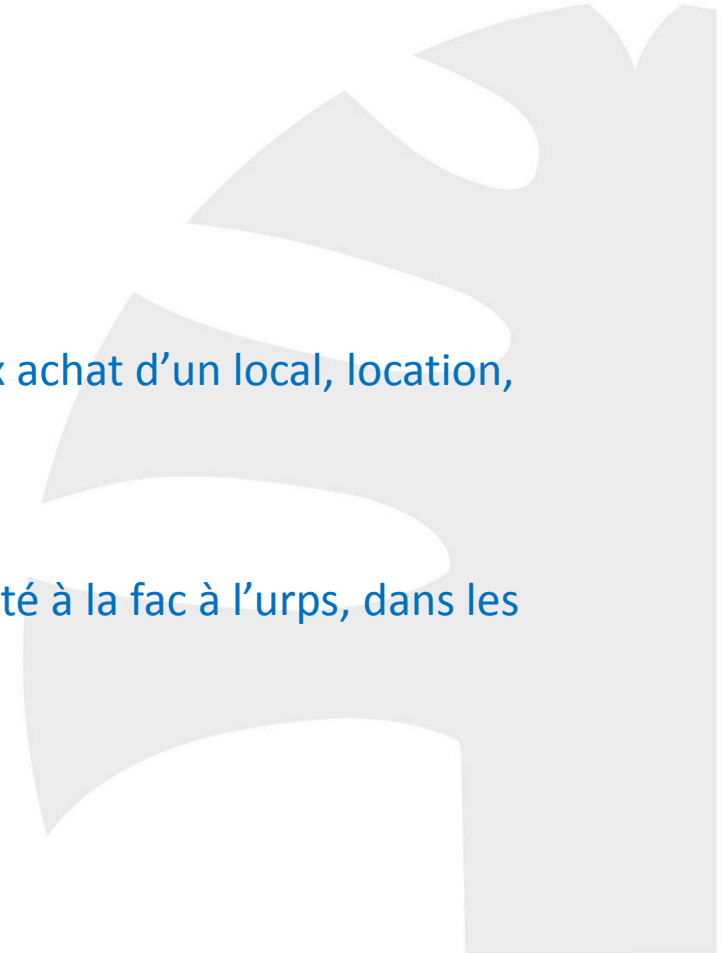 achat d’un local, location,
té à la fac à l’urps, dans les